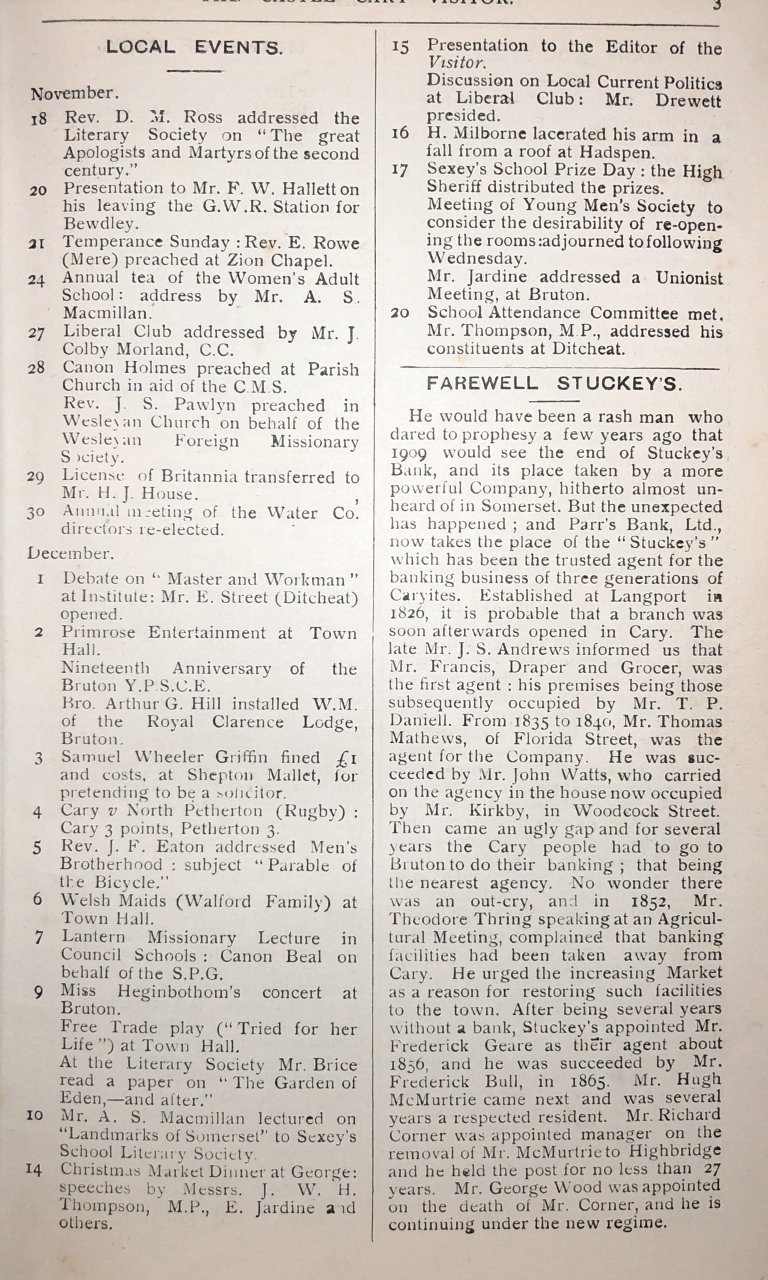 THE CASTLE CARY VISITOR.
3
LOCAL EVENTS.
November.
18 Rev. D. M. Ross addressed the
Literary Society on "The great
Apologists and Martyrs of the second
century."
20 Presentation to Mr. F. W. Hallett on
his leaving the G.W.R. Station for
Bewdley.
21 Temperance Sunday : Rev. E. Rowe
(Mere) preached at Zion Chapel.
24 Annual tea of the Women's Adult
School : address by Mr. A. S.
Macmillan.
27 Liberal Club addressed by Mr. J.
Colby Morland, C.C.
28 Canon Holmes preached at Parish
Church in aid of the C.M.S.
Rev. J. S. Pawlyn preached in
Wesleyan Church on behalf of the
Wesleyan Foreign Missionary
Society.
29 License of Britannia transferred to
Mr. H. J. House.
30 Annual meeting of the Water Co.
directors re-elected.
December.
1 Debate on "Master and Workman"
at Institute: Mr. E. Street (Ditcheat)
opened.
2 Primrose Entertainment at Town
Hall.
Nineteenth Anniversary of the
Bruton Y.P.S.C.E.
Bro. Arthur G. Hill installed W.M.
of the Royal Clarence Lodge,
Bruton.
3 Samuel Wheeler Griffin fined £1
and costs, at Shepton Mallet, for
pretending to be a solicitor.
4 Cary v North Petherton (Rugby) :
Cary 3 points, Petherton 3.
5 Rev. J. F. Eaton addressed Men's
Brotherhood : subject "Parable of
the Bicycle."
6 Welsh Maids (Walford Family) at
Town Hall.
7 Lantern Missionary Lecture in
Council Schools : Canon Beal on
behalf of the S.P.G.
9 Miss Heginbothom's concert at
Bruton.
Free Trade play ("Tried for her
Life") at Town Hall.
At the Literary Society Mr. Brice
read a paper on "The Garden of
Eden,—and after."
10 Mr. A. S. Macmillan lectured on
"Landmarks of Somerset" to Sexey's
School Literary Society.
14 Christmas Market Dinner at George:
speeches by Messrs. J. W. H.
Thompson, M.P., E. Jardine and
others.
15 Presentation to the Editor of the
Visitor.
Discussion on Local Current Politics
at Liberal Club : Mr. Drewett
presided.
16 H. Milborne lacerated his arm in a
fall from a roof at Hadspen.
17 Sexey's School Prize Day : the High
Sheriff distributed the prizes.
Meeting of Young Men's Society to
consider the desirability of re-open-
ing the rooms :adjourned to following
Wednesday.
Mr. Jardine addressed a Unionist
Meeting, at Bruton.
20 School Attendance Committee met.
Mr. Thompson, M.P., addressed his
constituents at Ditcheat.
FAREWELL STUCKEY'S.
He would have been a rash man who
dared to prophesy a few years ago that
1909 would see the end of Stuckey's
Bank, and its place taken by a more
powerful Company, hitherto almost un-
heard of in Somerset. But the unexpected
has happened ; and Parr's Bank, Ltd.,
now takes the place of the "Stuckey's"
which has been the trusted agent for the
banking business of three generations of
Caryites. Established at Langport in
1826, it is probable that a branch was
soon afterwards opened in Cary. The
late Mr. J. S. Andrews informed us that
Mr. Francis, Draper and Grocer, was
the first agent : his premises being those
subsequently occupied by Mr. T. P.
Daniell. From 1835 to 1840, Mr. Thomas
Mathews, of Florida Street, was the
agent for the Company. He was suc-
ceeded by Mr. John Watts, who carried
on the agency in the house now occupied
by Mr. Kirkby, in Woodcock Street.
Then came an ugly gap and for several
years the Cary people had to go to
Bruton to do their banking ; that being
the nearest agency. No wonder there
was an out-cry, and in 1852, Mr.
Theodore Thring speaking at an Agricul-
tural Meeting, complained that banking
facilities had been taken away from
Cary. He urged the increasing Market
as a reason for restoring such facilities
to the town. After being several years
without a bank, Stuckey's appointed Mr.
Frederick Geare as their agent about
1856, and he was succeeded by Mr.
Frederick Bull, in 1865. Mr. Hugh
McMurtrie came next and was several
years a respected resident. Mr. Richard
Corner was appointed manager on the
removal of Mr. McMurtrie to Highbridge
and he held the post for no less than 27
years. Mr. George Wood was appointed
on the death of Mr. Corner, and he is
continuing under the new regime.